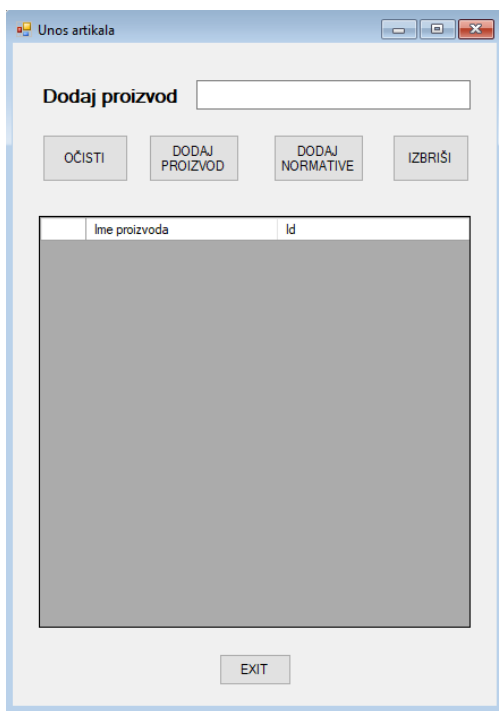 Unos artikala
Dodaj proizvod
OČISTI
DODAJ
PROIZVOD
DODAJ
NORMATIVE
IZBRIŠI
Ime proizvoda
Id
EXIT